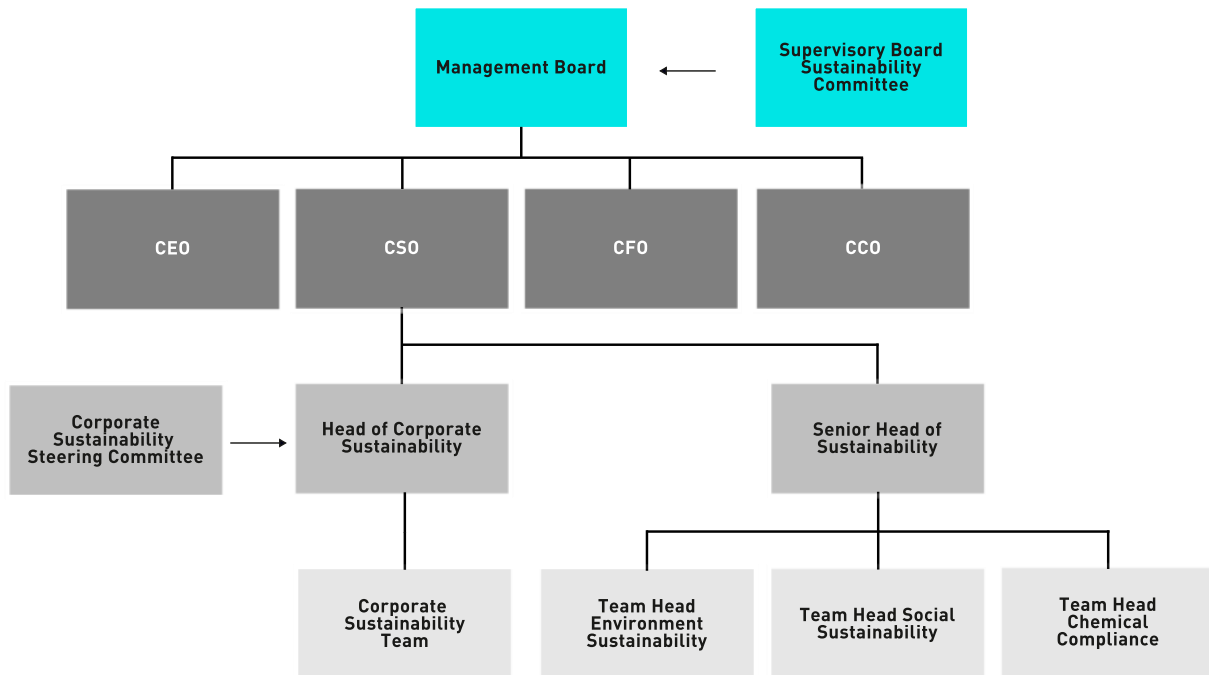 Management Board
Supervisory Board
Sustainability
Committee
CEO
CSO
CFO
CCO
Corporate
Sustainability
Steering Committee
Head of Corporate
Sustainability
Senior Head of
Sustainability
Corporate
Sustainability
Team
Team Head
Environment
Sustainability
Team Head Social
Sustainability
Team Head
Chemical
Compliance